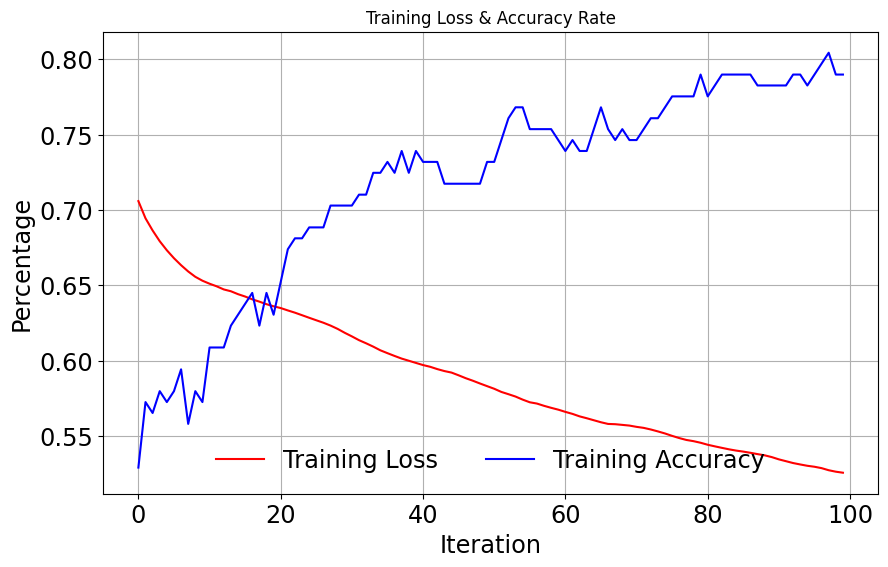 Training Loss & Accuracy Rate
Percentage
0.80
0.75
0.70
0.65
0.60
0.55
Training Loss
Training Accuracy
0 20 40 60 80 100
Iteration